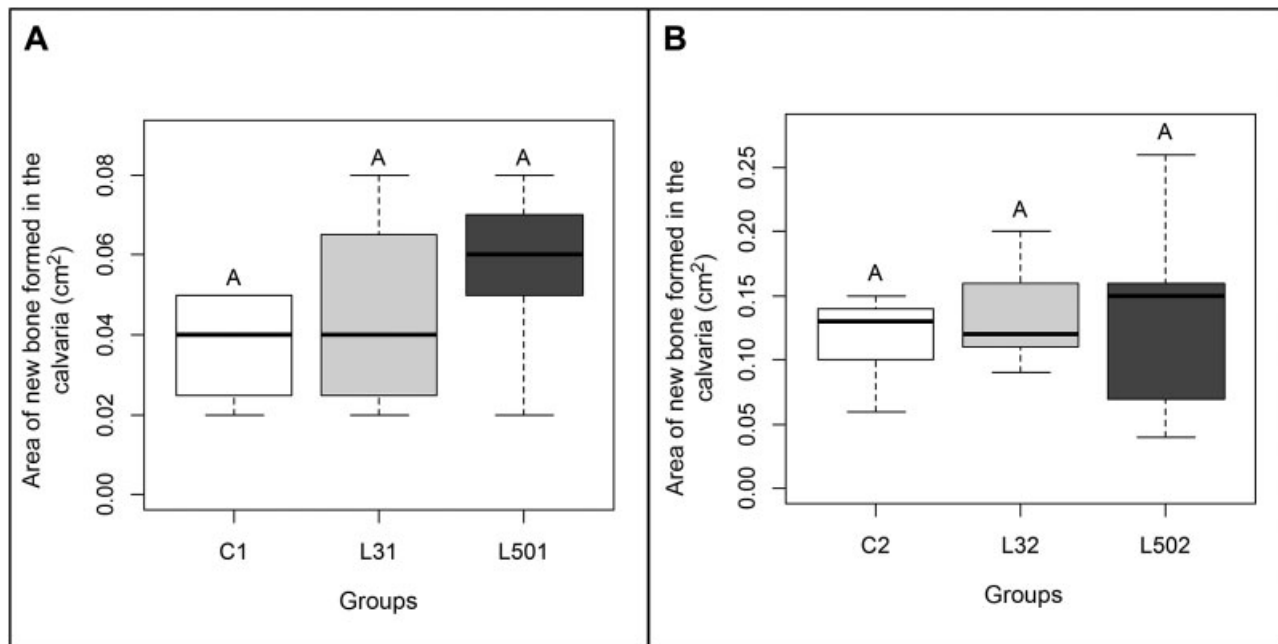 A
Area of new bone formed in the
calvaria (cm²)
0.08
0.06
0.04
0.02
0.00
A
A
A
C1
L31
L501
Groups
B
Area of new bone formed in the
calvaria (cm²)
0.25
0.20
0.15
0.10
0.05
0.00
A
A
A
C2
L32
L502
Groups